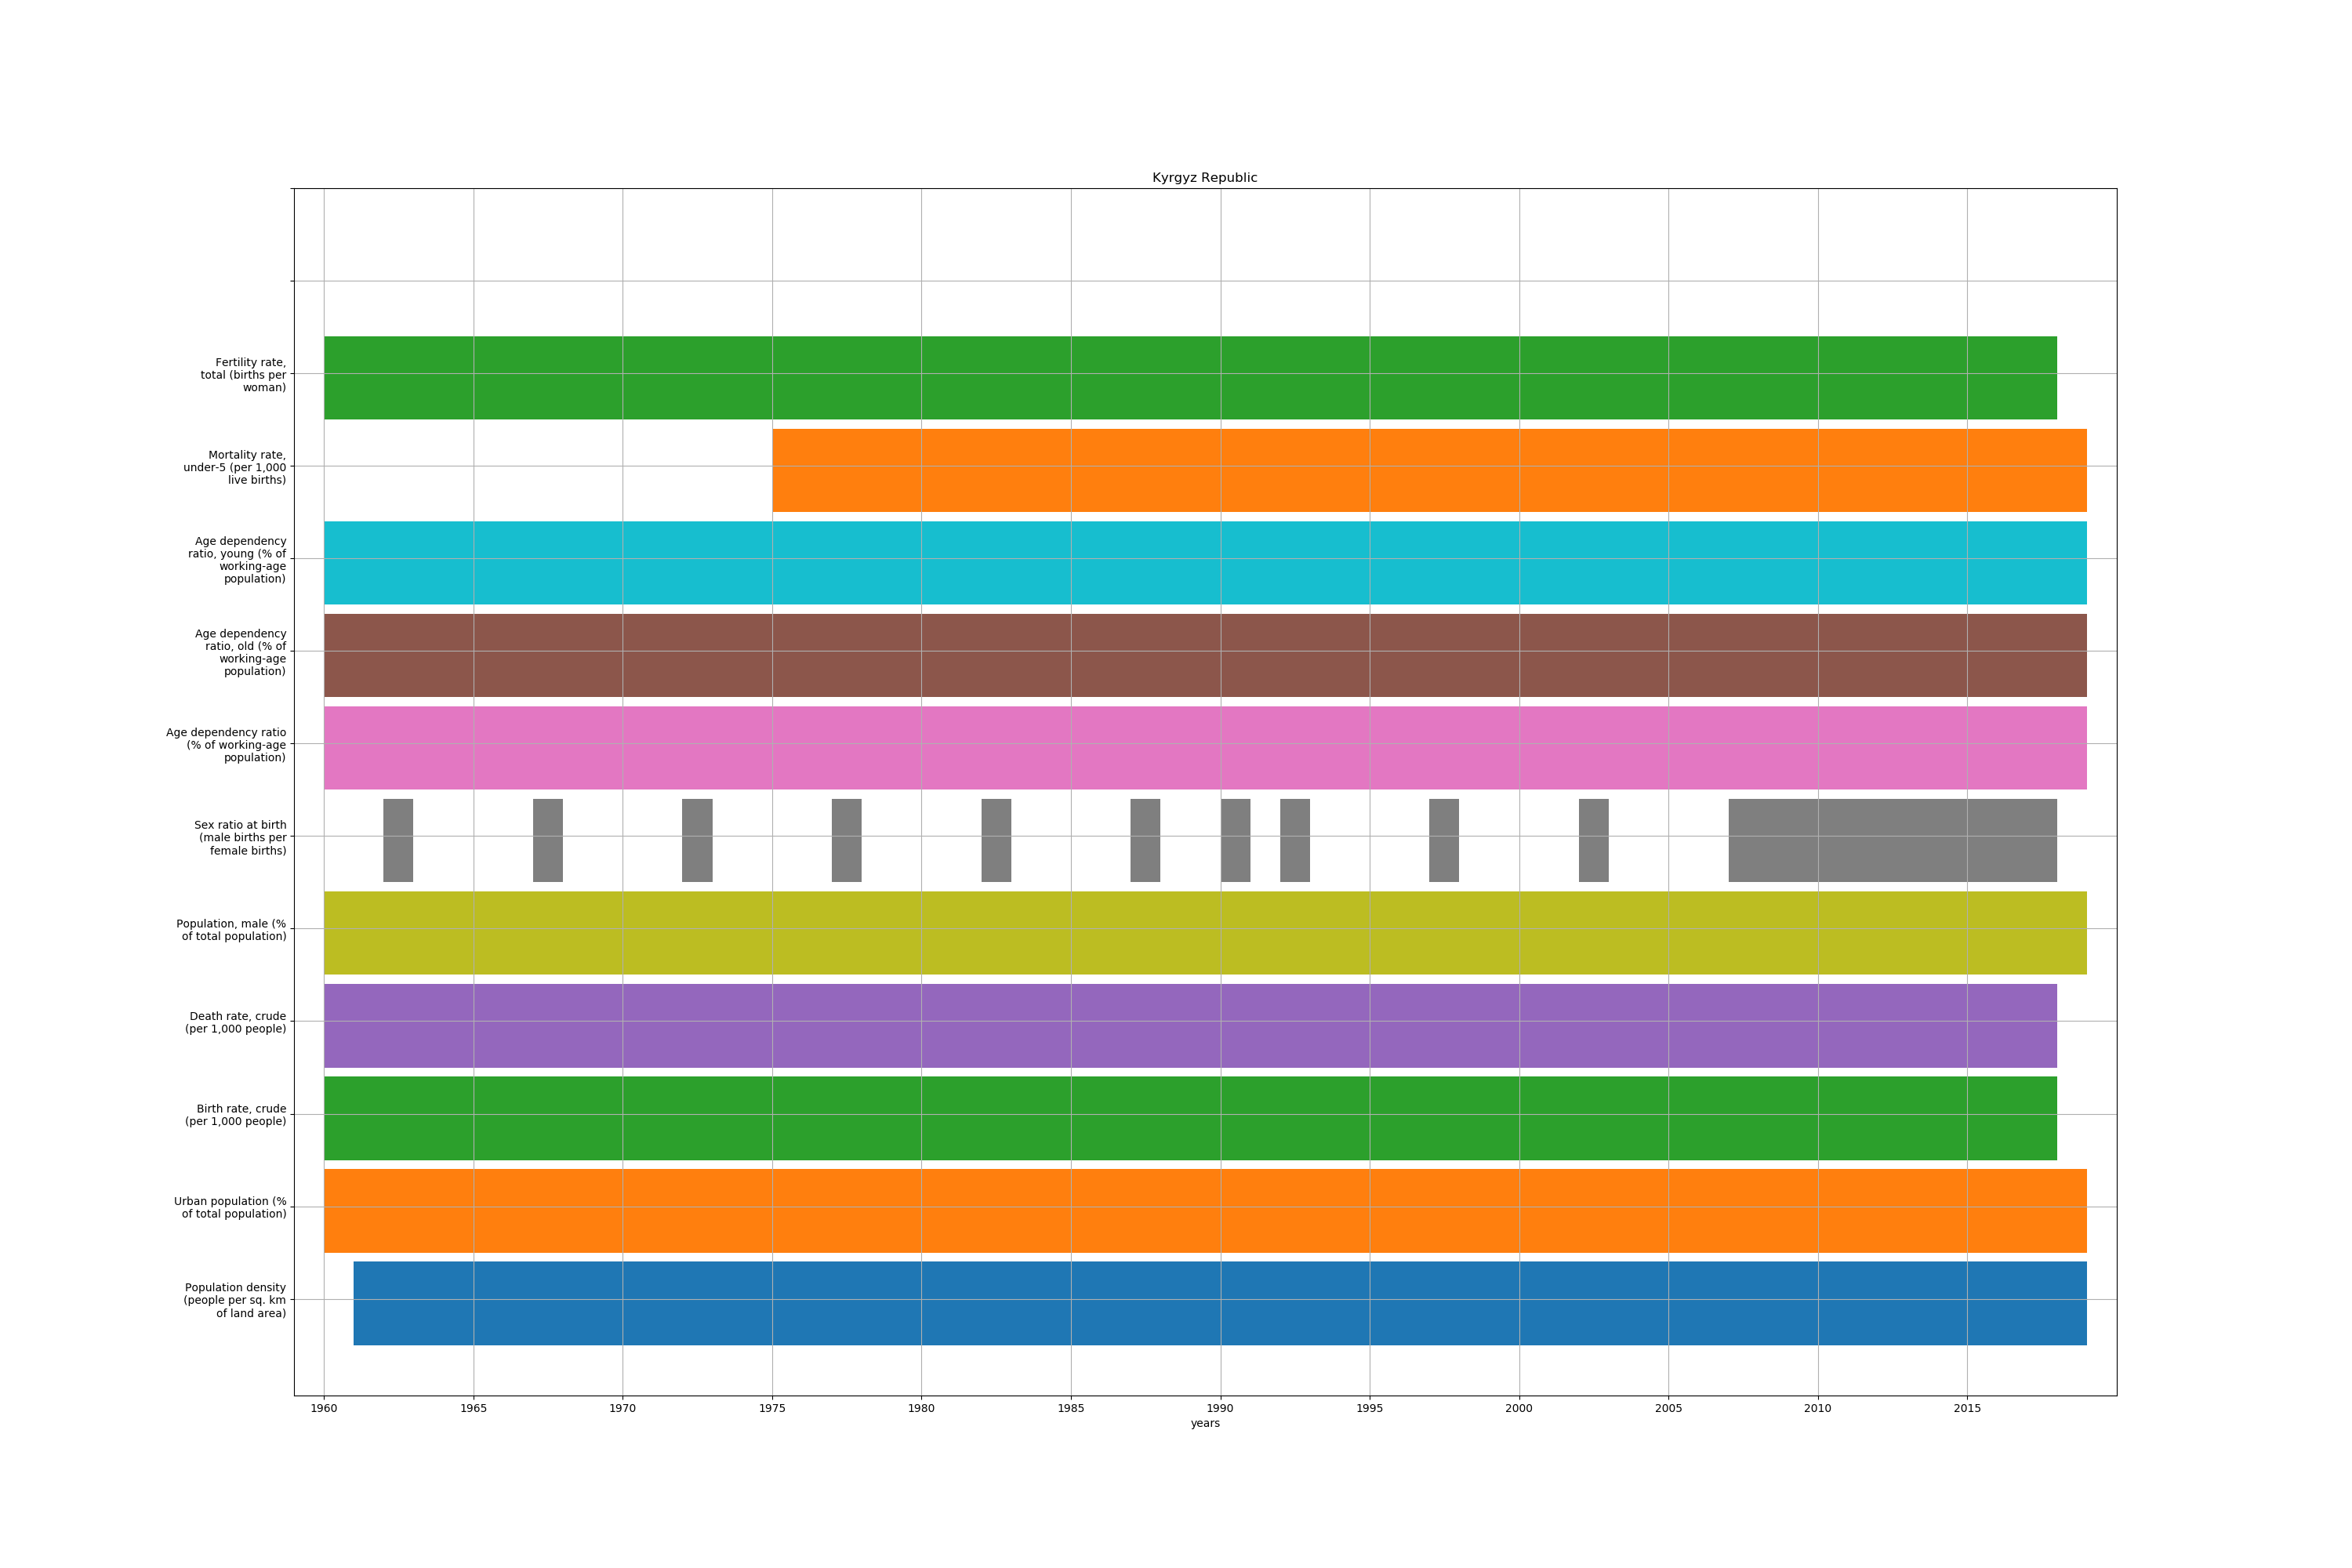 Kyrgyz Republic
Fertility rate,
total (births per
woman)
Mortality rate,
under-5 (per 1,000
live births)
Age dependency
ratio, young (% of
working-age
population)
Age dependency
ratio, old (% of
working-age
population)
Age dependency ratio
(% of working-age
population)
Sex ratio at birth
(male births per
female births)
Population, male (%
of total population)
Death rate, crude
(per 1,000 people)
Birth rate, crude
(per 1,000 people)
Urban population (%
of total population)
Population density
(people per sq. km
of land area)
1960 1965 1970 1975 1980 1985 1990 1995 2000 2005 2010 2015
years